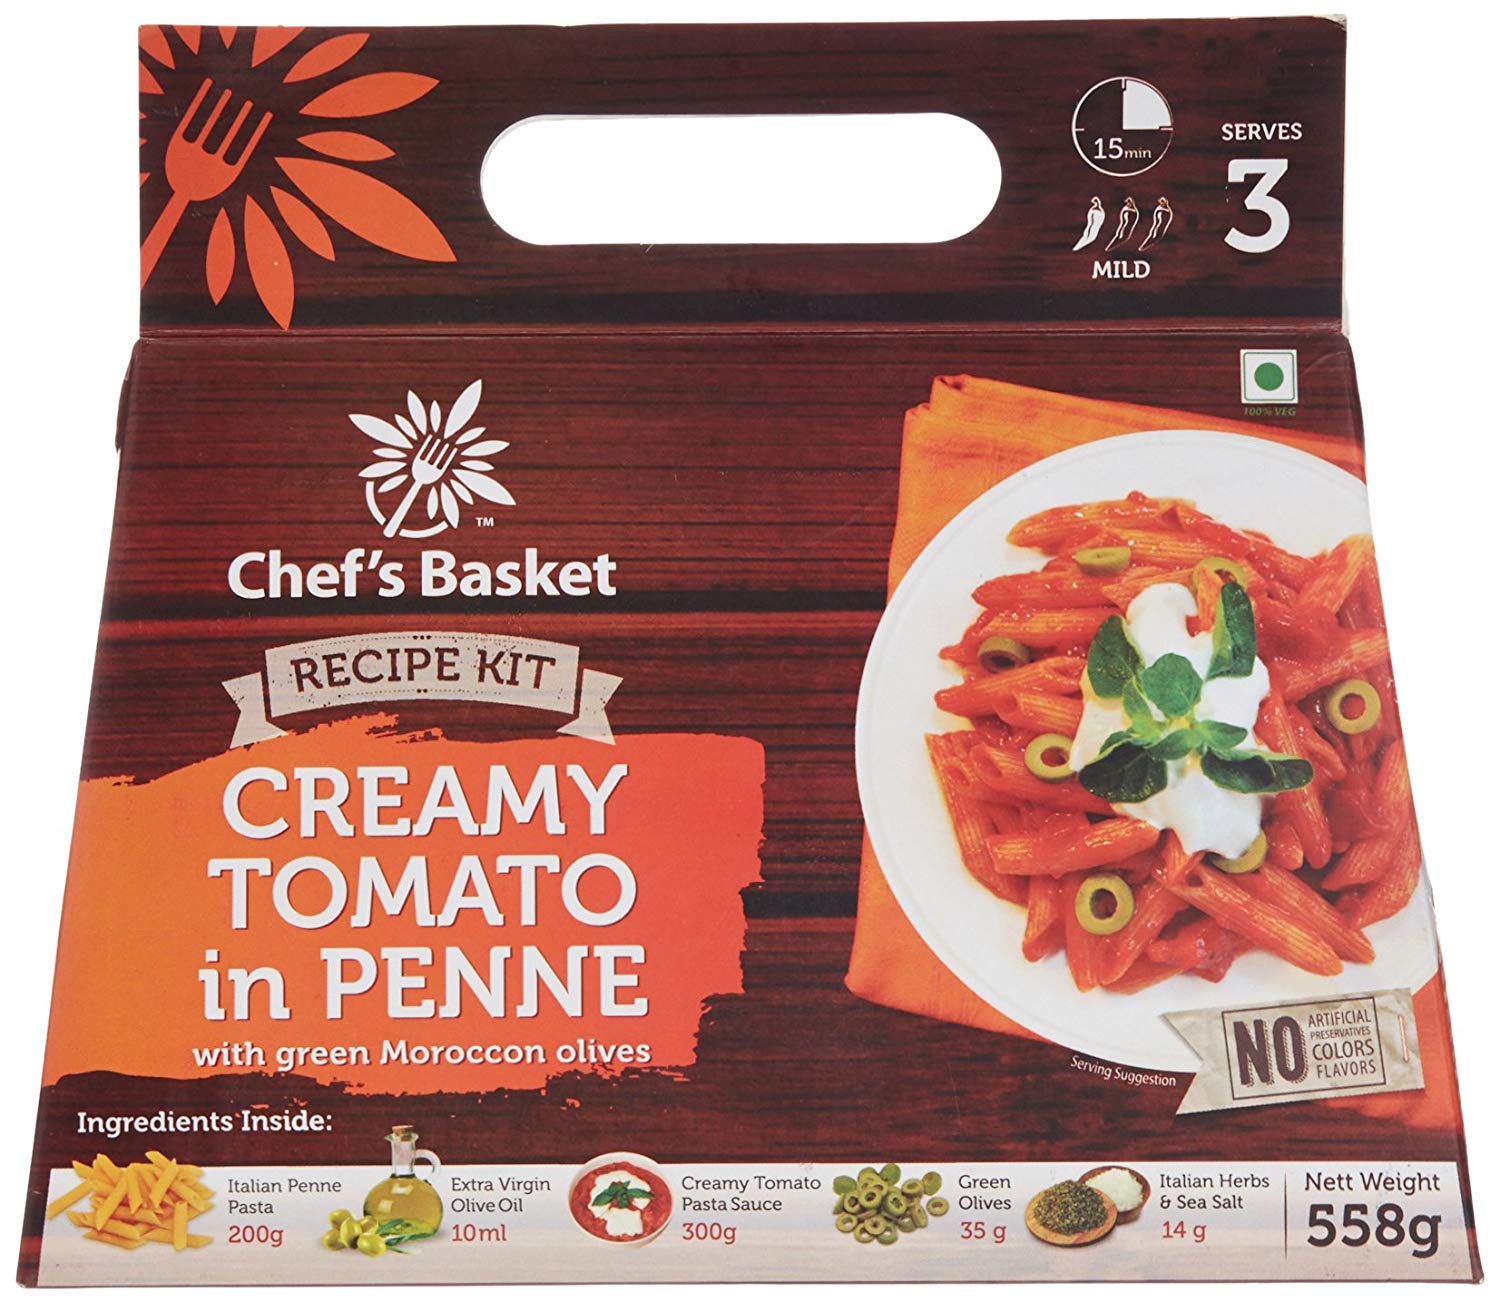 15min
SERVES
3
MILD
100% VEG
TM
Chef's Basket
RECIPE KIT
CREAMY
TOMATO
in PENNE
with green Moroccon olives
NO
ARTIFICIAL
PRESERVATIVES
COLORS
FLAVORS
Serving Suggestion
Ingredients Inside:
Italian Penne
Pasta
200g
Extra Virgin
Olive Oil
10ml
Creamy Tomato
Pasta Sauce
300g
Green
Olives
35 g
Italian Herbs
& Sea Salt
14 g
Nett Weight
558g